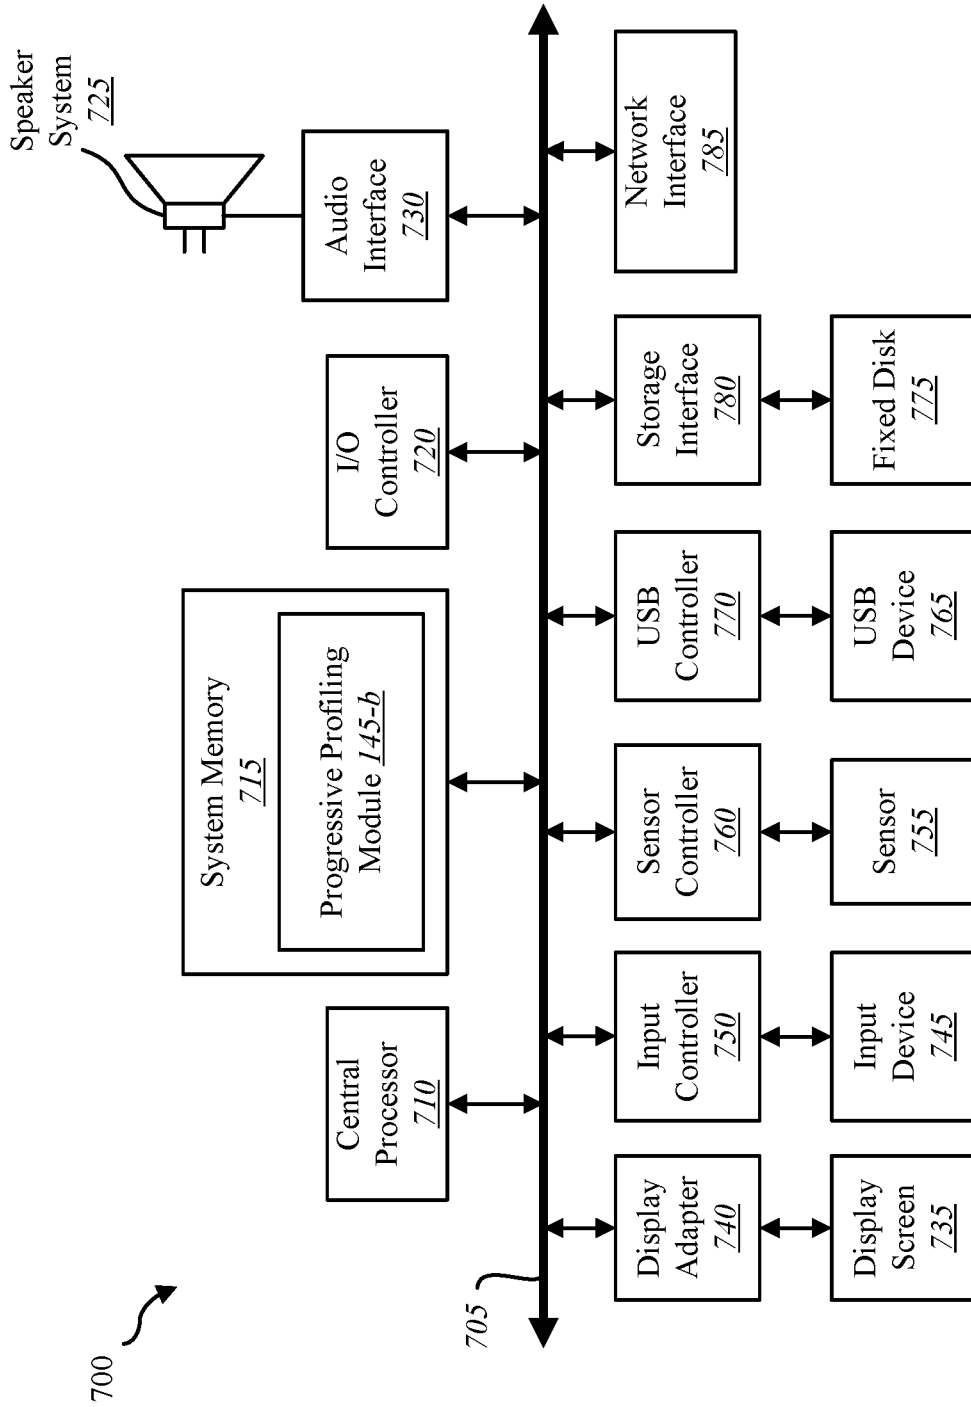 700
705
Central
Processor
710
System Memory
715
Progressive Profiling
Module 145-b
I/O
Controller
720
Speaker
System
725
Audio
Interface
730
Display
Adapter
740
Input
Controller
750
Sensor
Controller
760
USB
Controller
770
Storage
Interface
780
Network
Interface
785
Display
Screen
735
Input
Device
745
Sensor
755
USB
Device
765
Fixed Disk
775